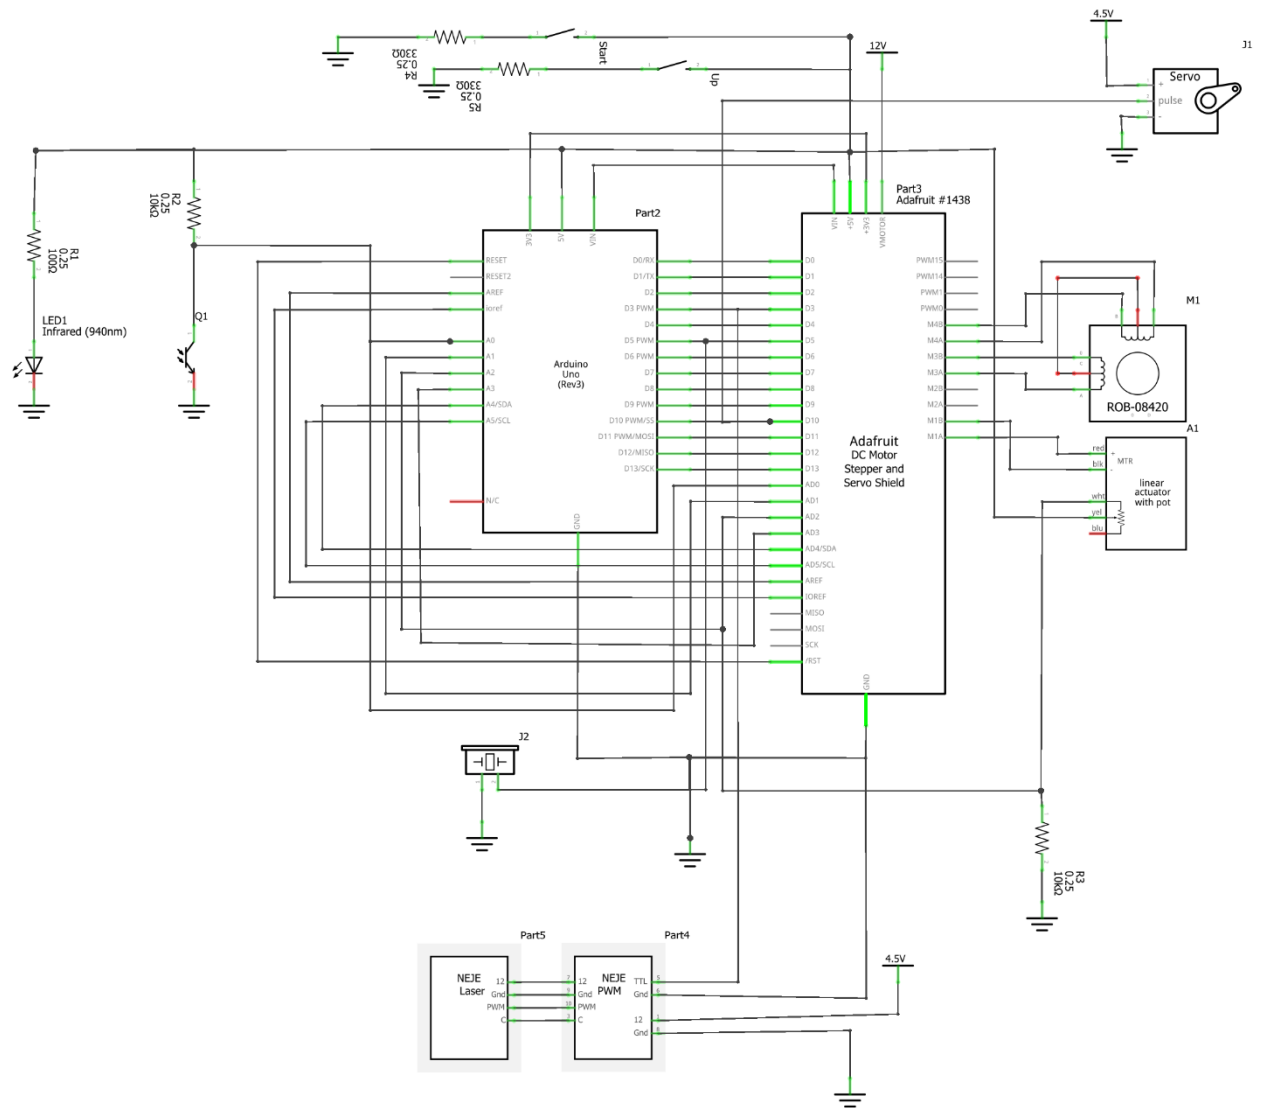 4.5V
J1
Start
330Ω
0.25
R4
12V
Up
330Ω
0.25
R5
Servo
+
pulse
-
R2
0.25
10kΩ
Part2
Part3
Adafruit #1438
3V3
5V
VIN
VIN
+5V
+3V3
VMOTOR
R1
0.25
100Ω
LED1
Infrared (940nm)
Q1
RESET
RESET2
AREF
ioref
A0
A1
A2
A3
A4/SDA
A5/SCL
N/C
Arduino
Uno
(Rev3)
D0/RX
D1/TX
D2
D3 PWM
D4
D5 PWM
D6 PWM
D7
D8
D9 PWM
D10 PWM/SS
D11 PWM/MOSI
D12/MISO
D13/SCK
GND
D0
D1
D2
D3
D4
D5
D6
D7
D8
D9
D10
D11
D12
D13
AD0
AD1
AD2
AD3
AD4/SDA
AD5/SCL
AREF
IOREF
MISO
MOSI
SCK
/RST
Adafruit
DC Motor
Stepper and
Servo Shield
PWM15
PWM14
PWM1
PWM0
M4B
M4A
M3B
M3A
M2B
M2A
M1B
M1A
GND
M1
ROB-08420
A1
red
+
MTR
blk
-
linear
actuator
with pot
wht
yel
blu
J2
R3
0.25
10kΩ
Part5
Part4
4.5V
NEJE
Laser
12
Gnd
PWM
C
NEJE
PWM
12
Gnd
PWM
C
TTL
Gnd
12
Gnd